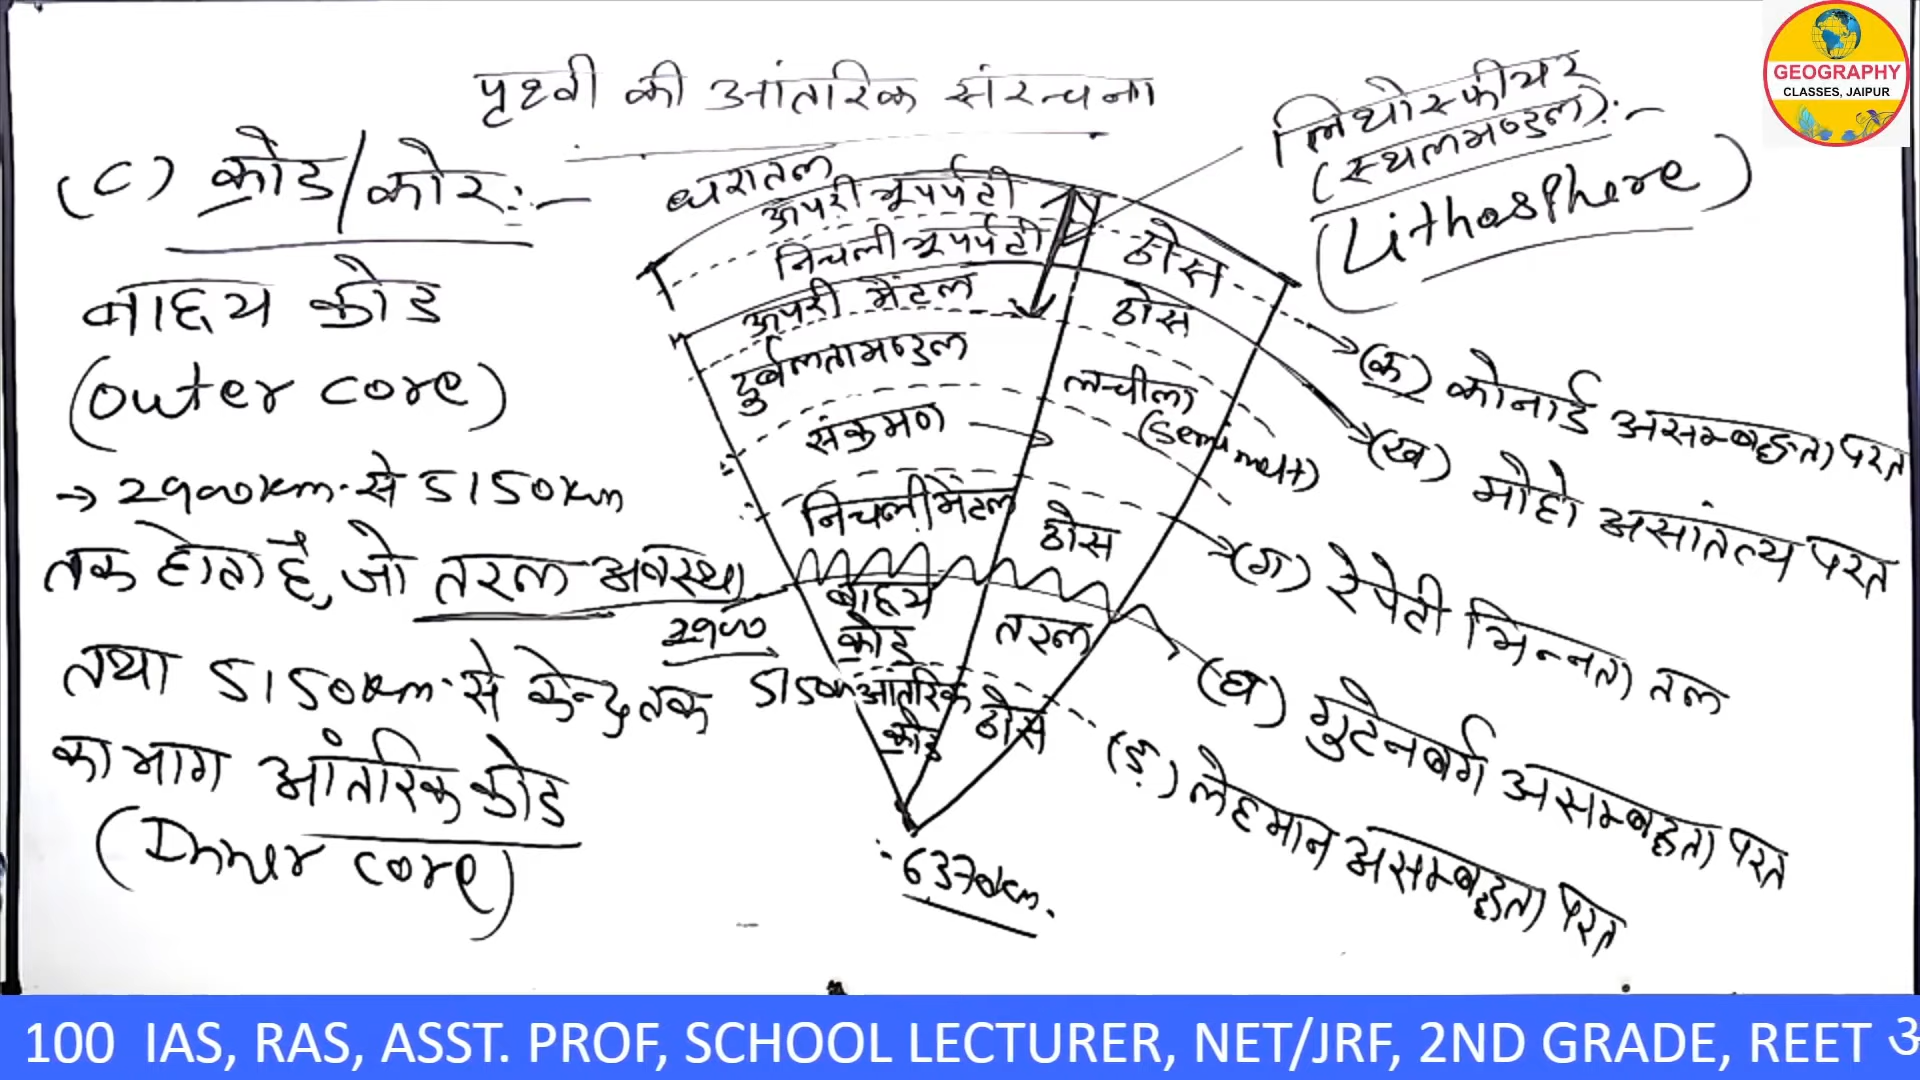 पृथ्वी की आंतरिक संरचना
GEOGRAPHY
CLASSES, JAIPUR
(C) क्रोड/कोर:-
बाह्य क्रोड
(outer core)
→ 2900km. से 5150km
तक होता है, जो तरल अवस्था
तथा 5150km. से केन्द्र तक
का भाग आंतरिक क्रोड
(Inner core)
धरातल
ऊपरी भूपर्पटी
निचली भूपर्पटी
ऊपरी मेंटल
दुर्बलतामण्डल
संक्रमण
निचली मेंटल
2900
बाह्य
क्रोड
5150km
आंतरिक
क्रोड
6370km.
ठोस
ठोस
लचीला
(Semi melt)
ठोस
तरल
ठोस
लिथोस्फीयर
(स्थलमण्डल):-
(Lithosphere)
(क) कोनार्ड असम्बद्धता परत
(ख) मोहो असांतत्य परत
(ग) रेपेटी भिन्नता तल
(घ) गुटेनबर्ग असम्बद्धता परत
(ड़) लेहमान असम्बद्धता परत
100 IAS, RAS, ASST. PROF, SCHOOL LECTURER, NET/JRF, 2ND GRADE, REET